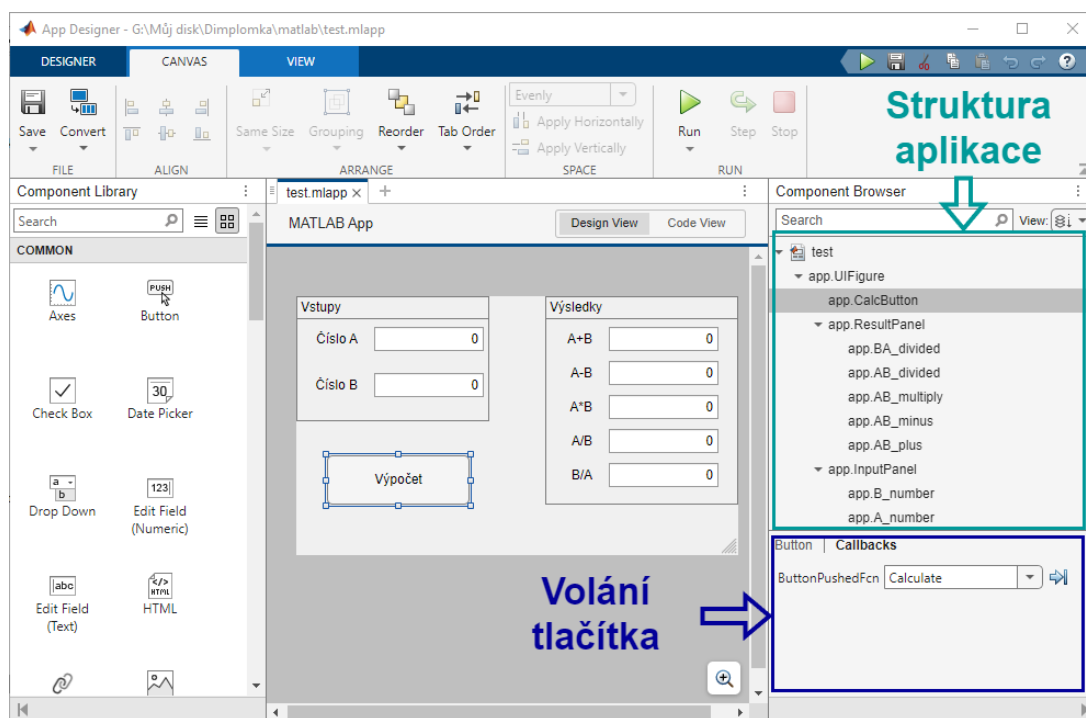 App Designer - G:\Můj disk\Dimplomka\matlab\test.mlapp
DESIGNER CANVAS VIEW
Save Convert
FILE
ALIGN
Same Size Grouping Reorder Tab Order
ARRANGE
Evenly
Apply Horizontally
Apply Vertically
SPACE
Run Step Stop
RUN
Struktura
aplikace
Component Library
Search
COMMON
Axes
PUSH
Button
Check Box
30
Date Picker
a
b
Drop Down
123
Edit Field
(Numeric)
abc
Edit Field
(Text)
</>
HTML
HTML
test.mlapp
MATLAB App
Design View Code View
Vstupy
Číslo A 0
Číslo B 0
Výpočet
Výsledky
A+B 0
A-B 0
A*B 0
A/B 0
B/A 0
Volání
tlačítka
Component Browser
Search View:
test
app.UIFigure
app.CalcButton
app.ResultPanel
app.BA_divided
app.AB_divided
app.AB_multiply
app.AB_minus
app.AB_plus
app.InputPanel
app.B_number
app.A_number
Button | Callbacks
ButtonPushedFcn Calculate